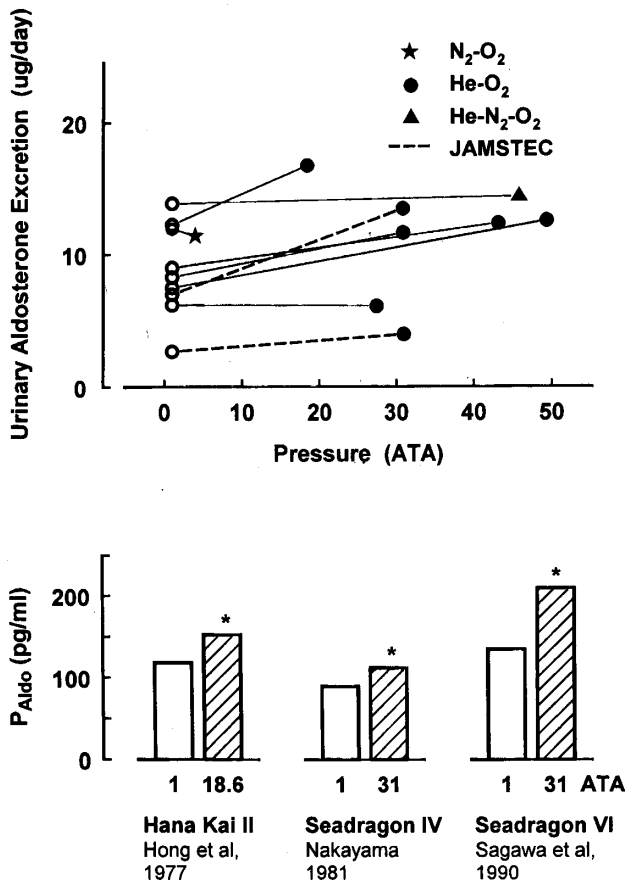 Urinary Aldosterone Excretion (ug/day)
20
10
0
★ N₂-O₂
● He-O₂
▲ He-N₂-O₂
--- JAMSTEC
0 10 20 30 40 50
Pressure (ATA)
P_Aldo (pg/ml)
200
100
0
* * *
1 18.6 1 31 1 31 ATA
Hana Kai II Seadragon IV Seadragon VI
Hong et al, Nakayama Sagawa et al,
1977 1981 1990